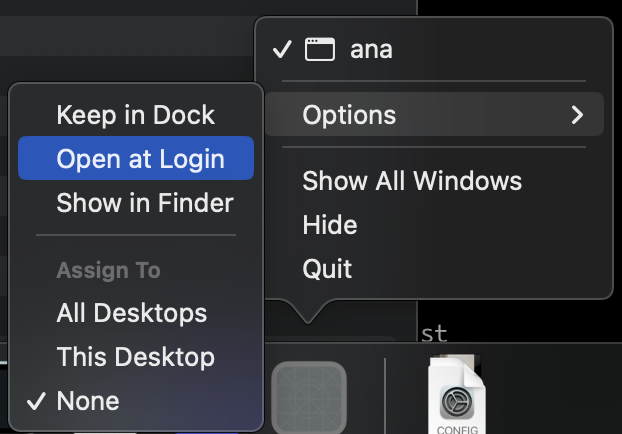 ana
Options
Show All Windows
Hide
Quit
Keep in Dock
Open at Login
Show in Finder
Assign To
All Desktops
This Desktop
None
st
CONFIG